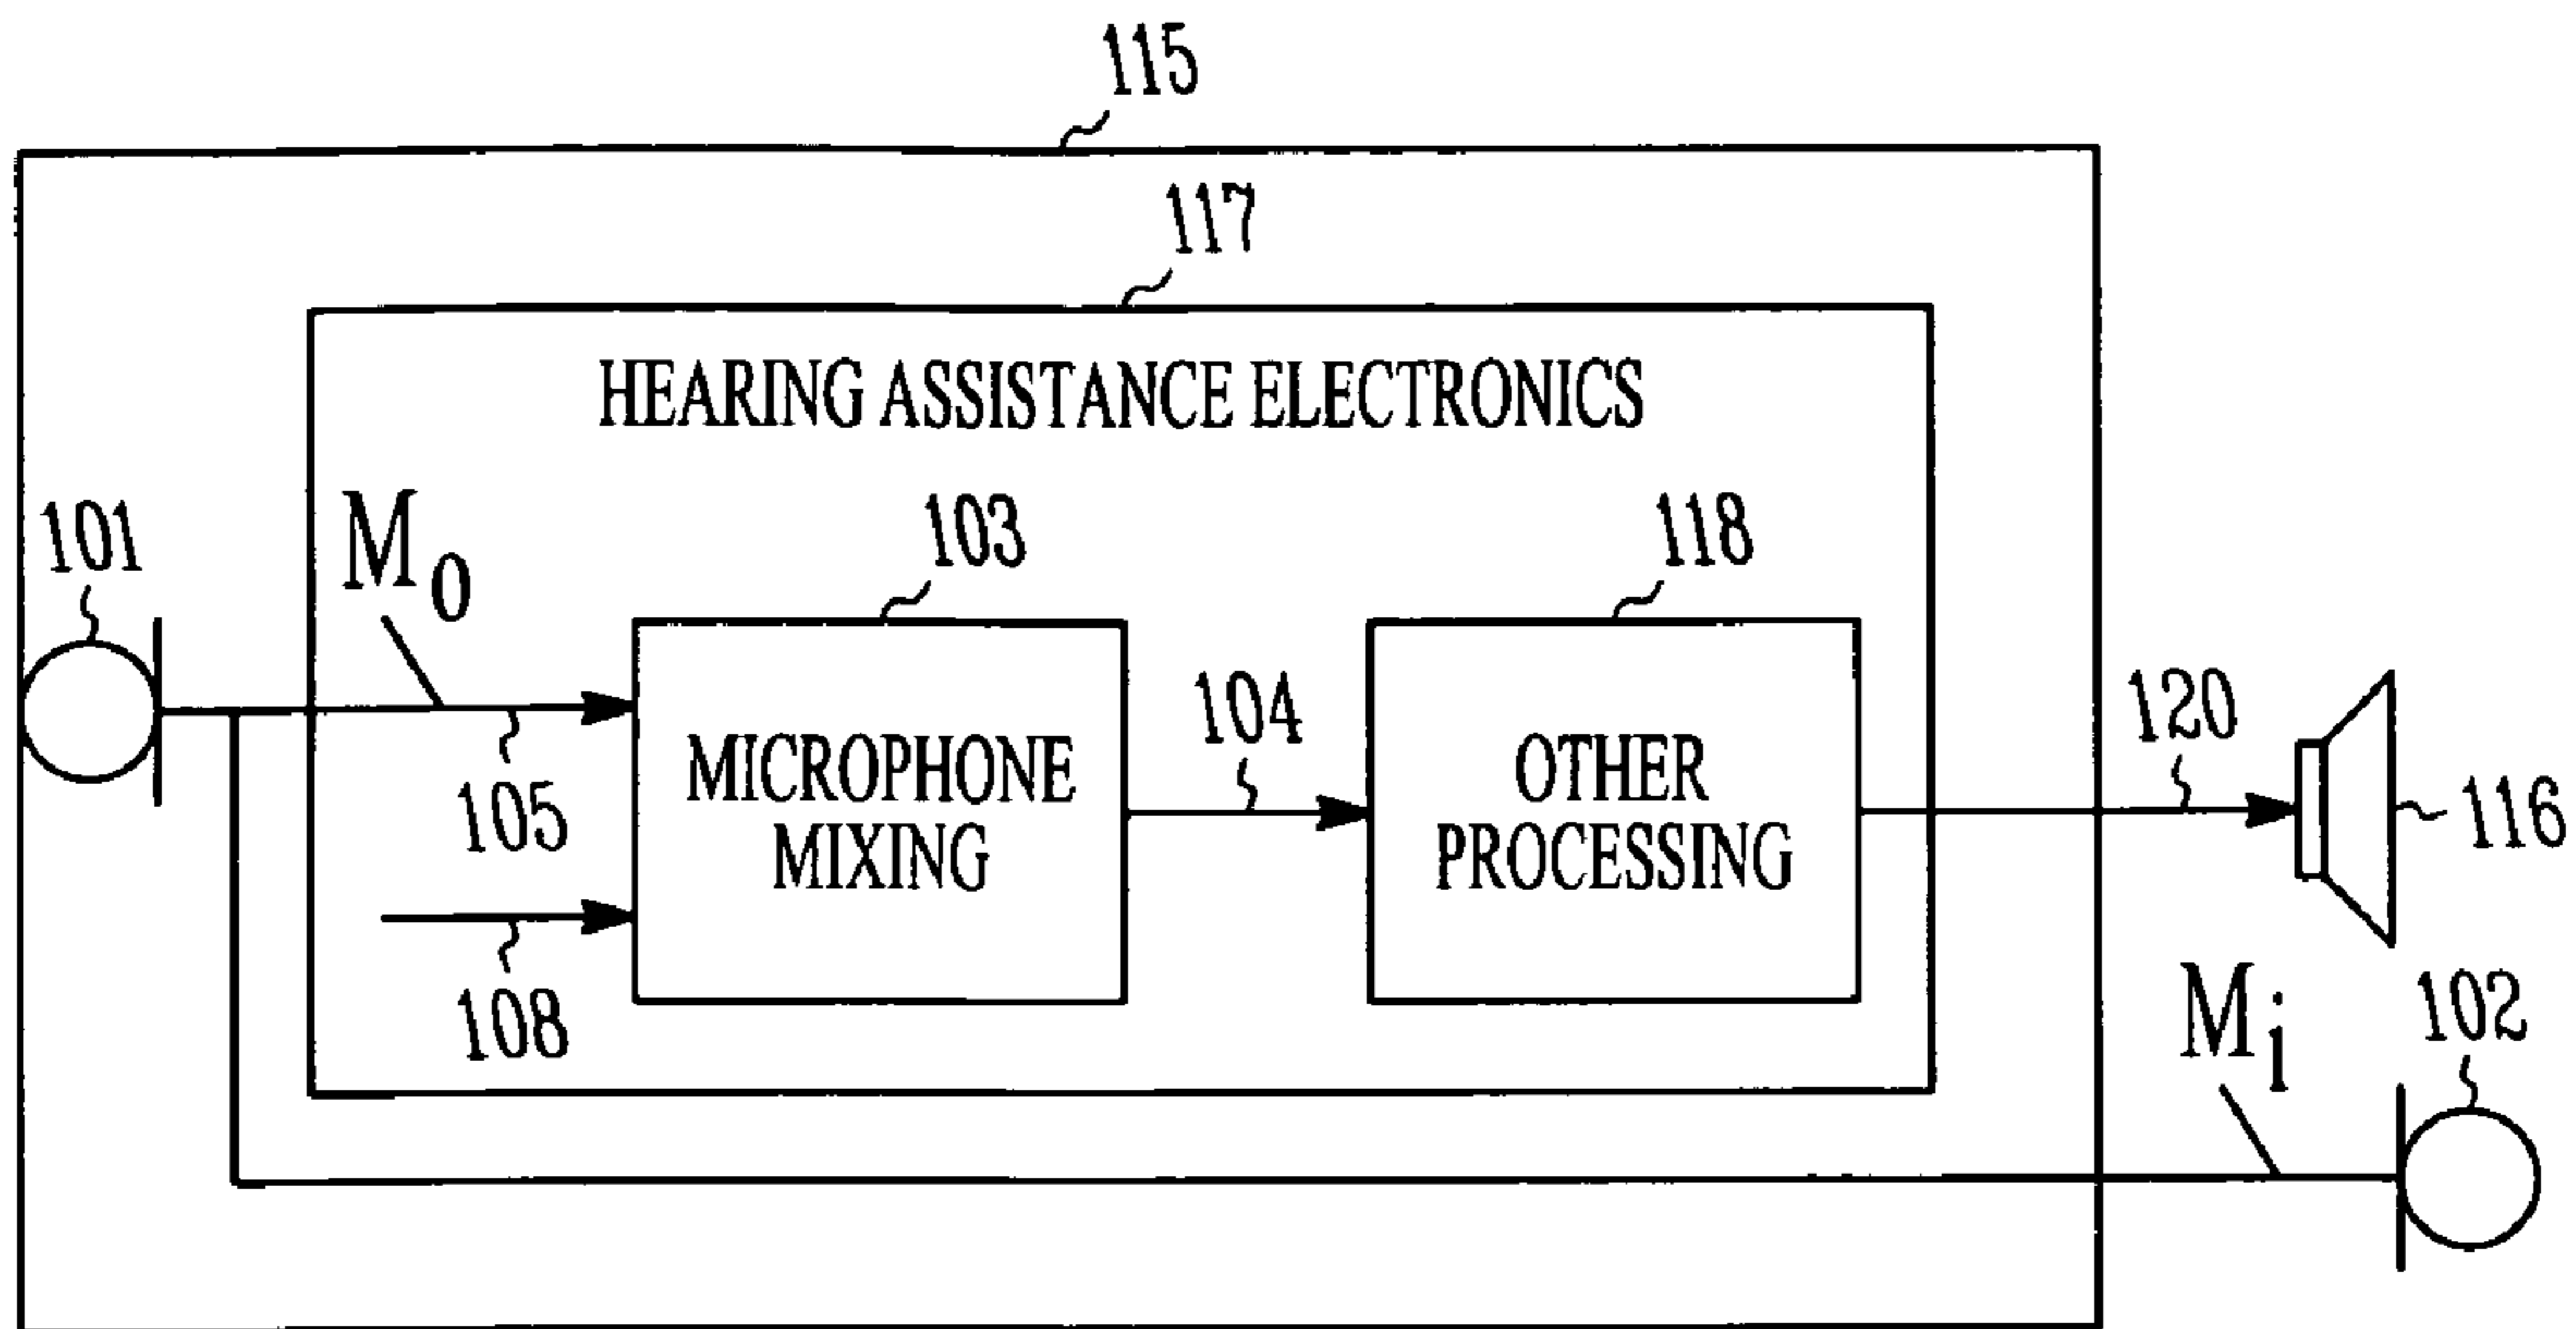 115
117
HEARING ASSISTANCE ELECTRONICS
101
Mo
103
118
105
MICROPHONE
MIXING
104
OTHER
PROCESSING
120
116
108
Mi
102